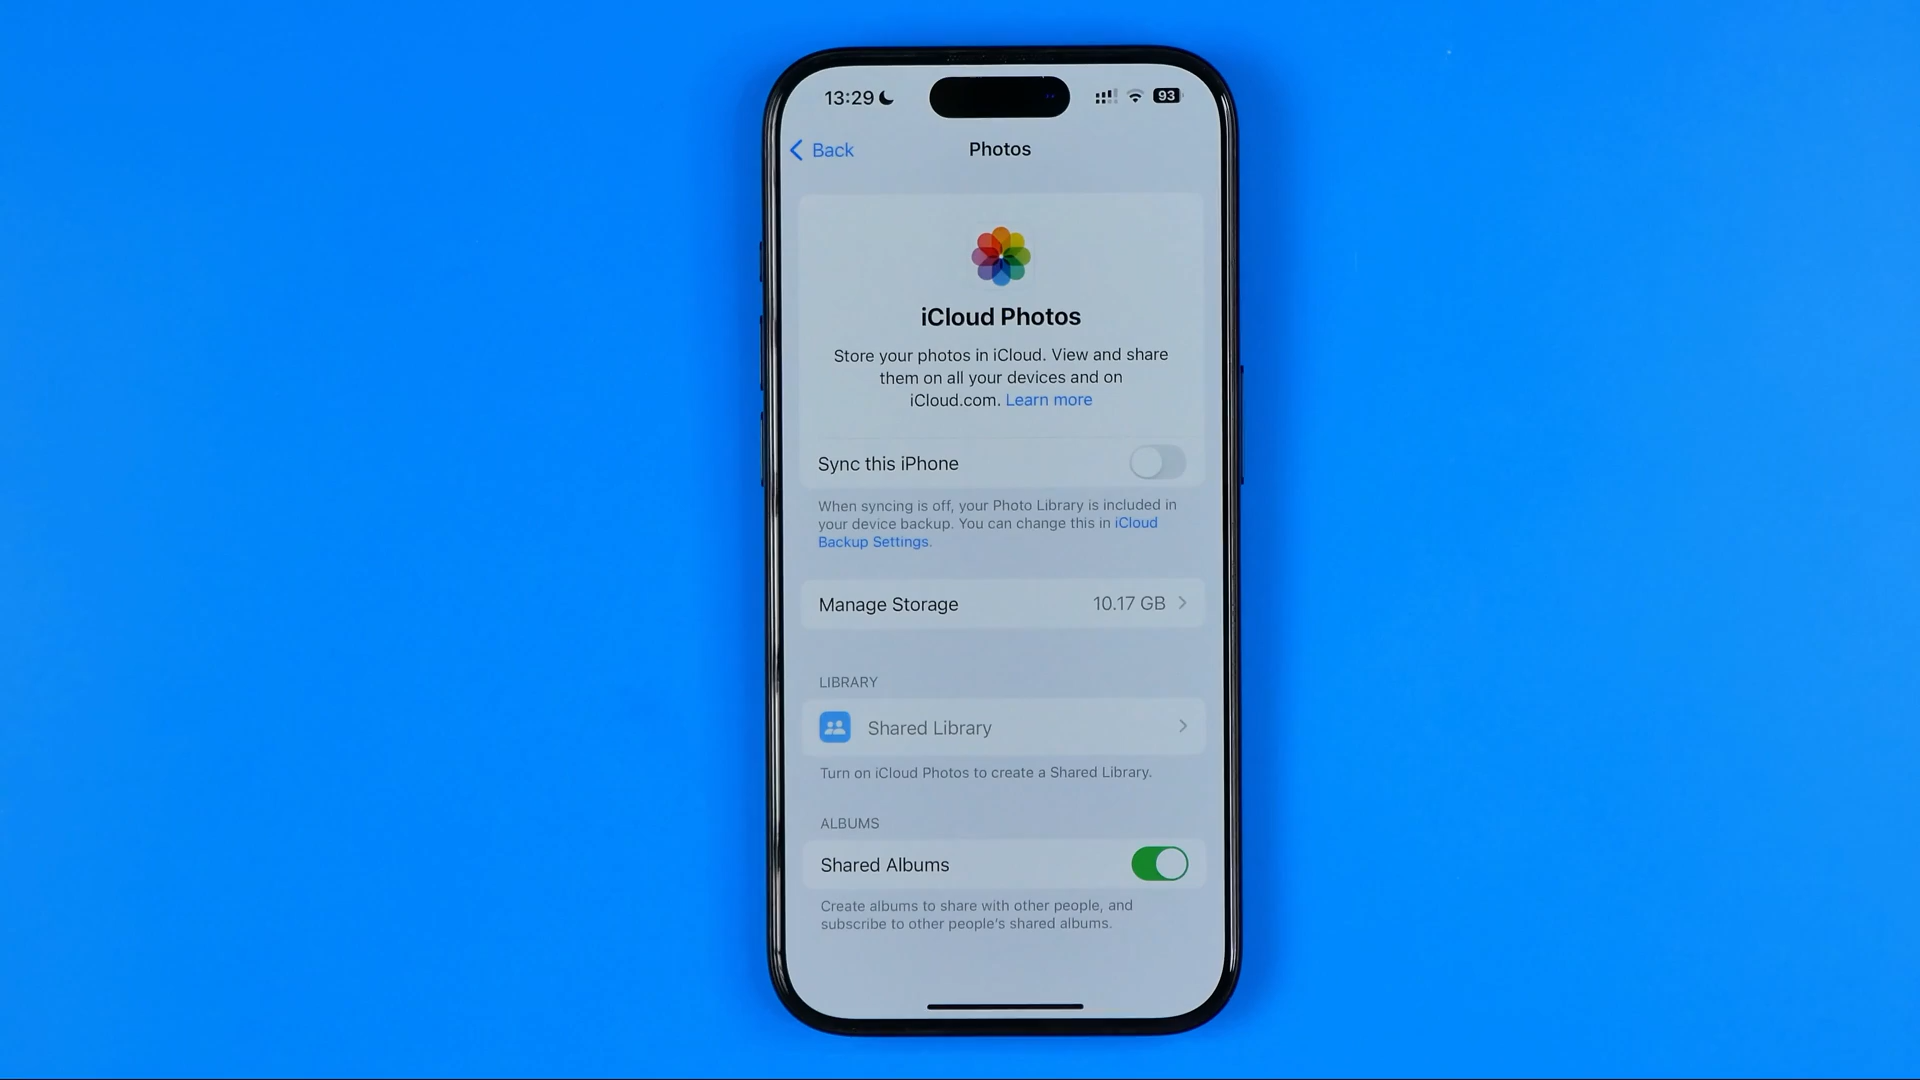 13:29
93
Back
Photos
iCloud Photos
Store your photos in iCloud. View and share
them on all your devices and on
iCloud.com. Learn more
Sync this iPhone
When syncing is off, your Photo Library is included in
your device backup. You can change this in iCloud
Backup Settings.
Manage Storage 10.17 GB
LIBRARY
Shared Library
Turn on iCloud Photos to create a Shared Library.
ALBUMS
Shared Albums
Create albums to share with other people, and
subscribe to other people's shared albums.